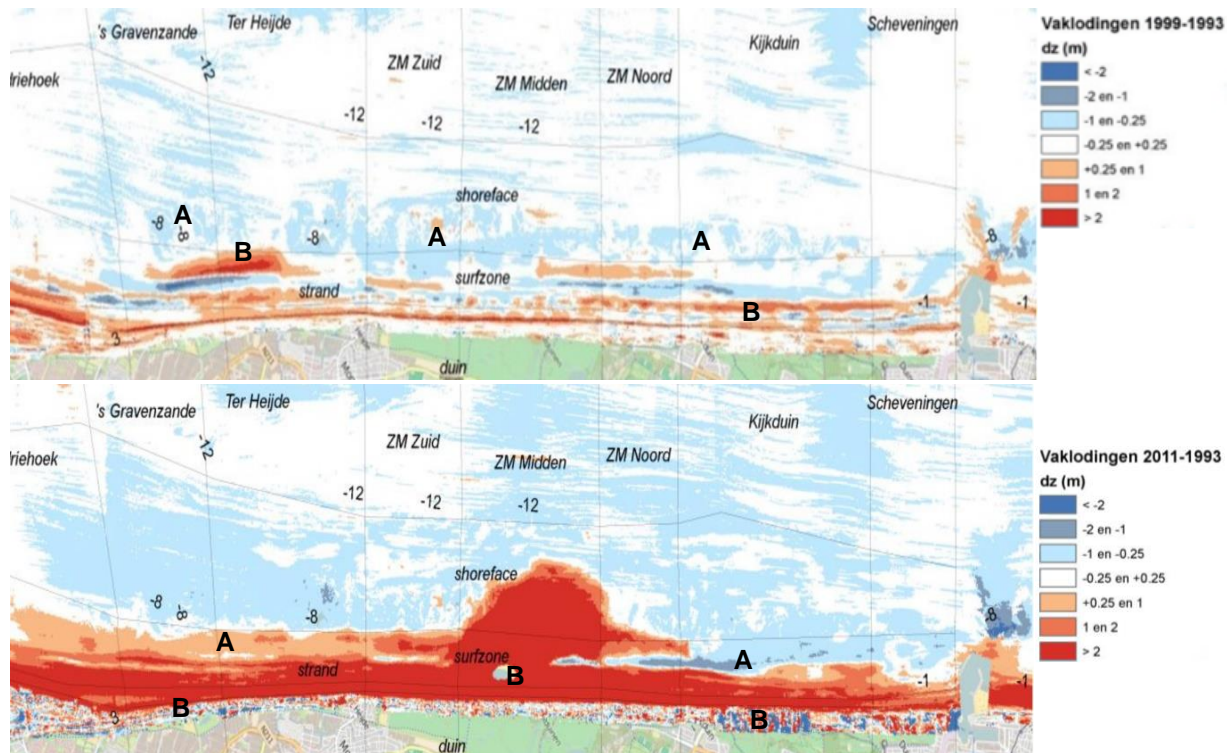 's Gravenzande
Ter Heijde
Scheveningen
Kijkduin
ZM Zuid
ZM Midden
ZM Noord
driehoek
-12
-12
-12
-12
shoreface
A
-8
-8
A
A
-8
-8
B
surfzone
strand
B
-1
-1
3
duin
Vaklodingen 1999-1993
dz (m)
< -2
-2 en -1
-1 en -0.25
-0.25 en +0.25
+0.25 en 1
1 en 2
> 2
's Gravenzande
Ter Heijde
Scheveningen
Kijkduin
ZM Zuid
ZM Midden
ZM Noord
driehoek
-12
-12
-12
-12
shoreface
-8
-8
-8
-8
A
surfzone
A
strand
B
-1
-1
B
3
B
duin
Vaklodingen 2011-1993
dz (m)
< -2
-2 en -1
-1 en -0.25
-0.25 en +0.25
+0.25 en 1
1 en 2
> 2